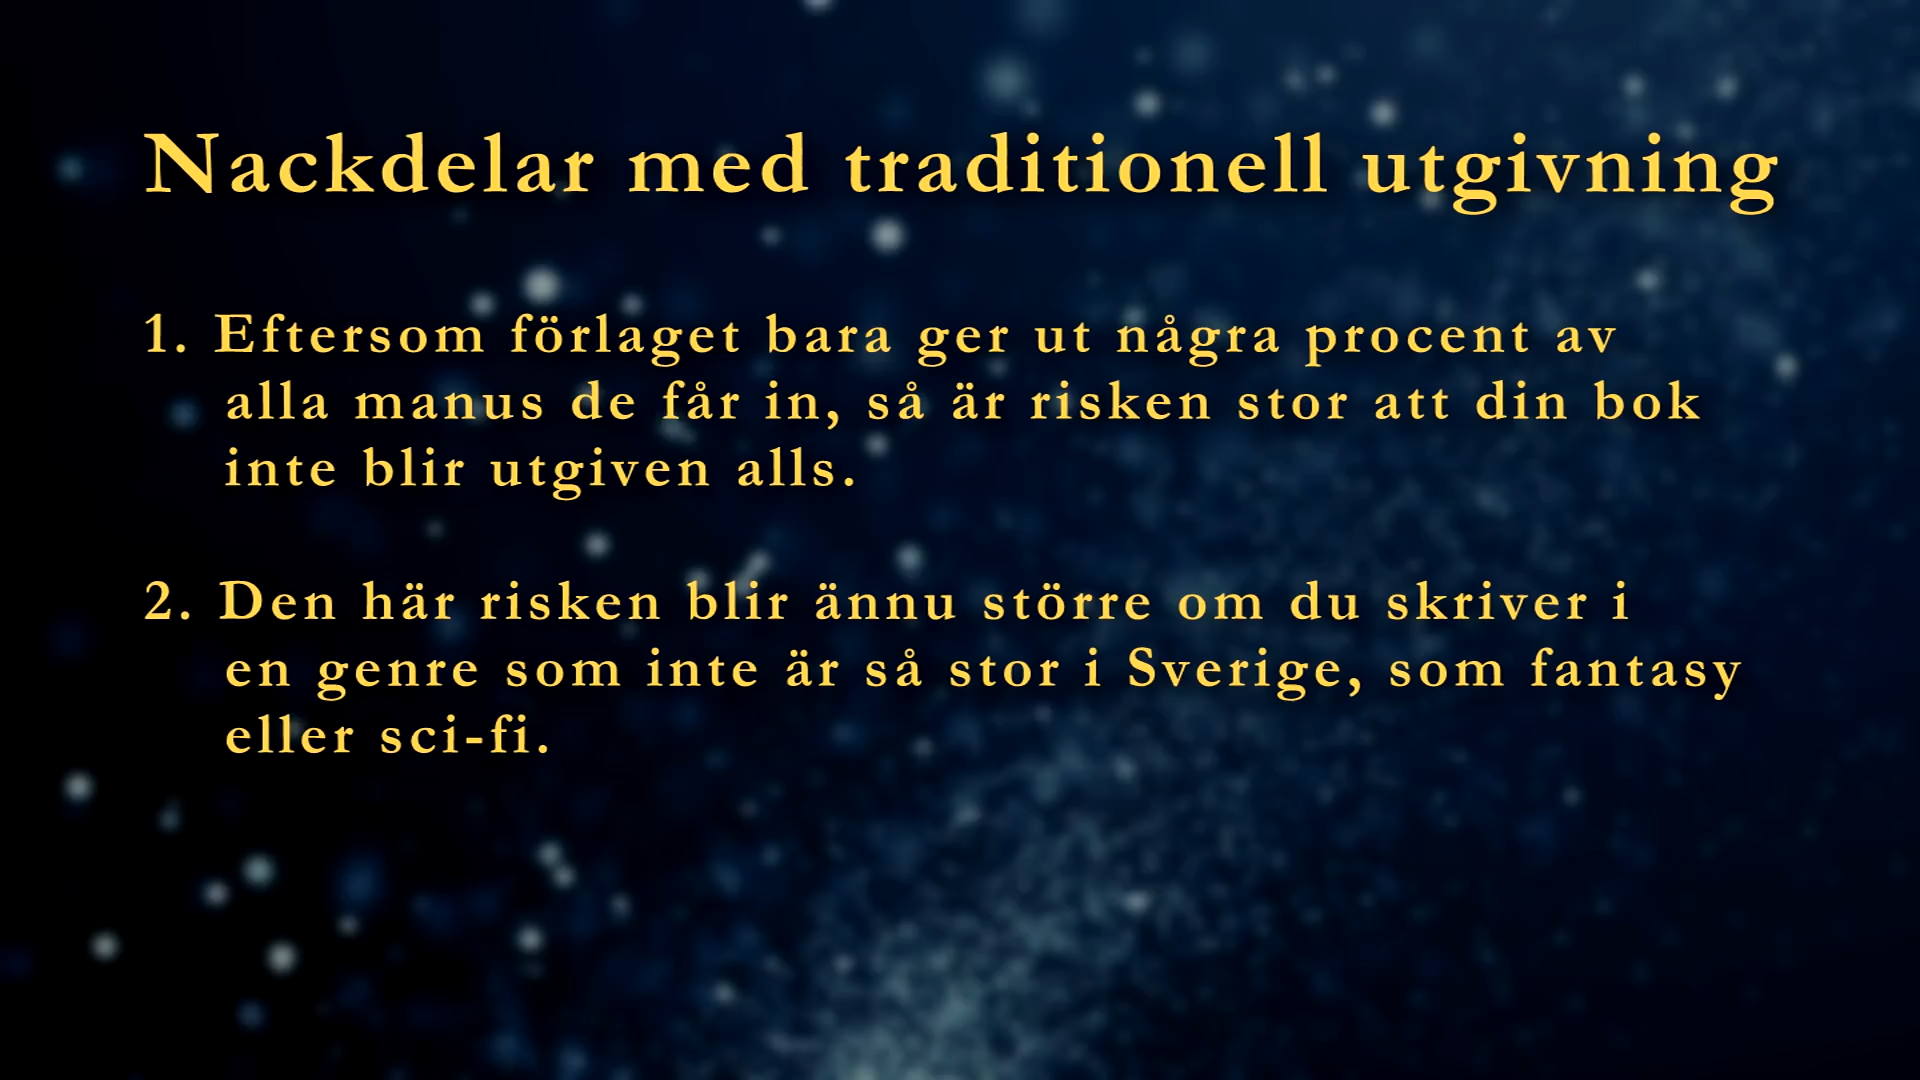 Nackdelar med traditionell utgivning
1. Eftersom förlaget bara ger ut några procent av
alla manus de får in, så är risken stor att din bok
inte blir utgiven alls.
2. Den här risken blir ännu större om du skriver i
en genre som inte är så stor i Sverige, som fantasy
eller sci-fi.